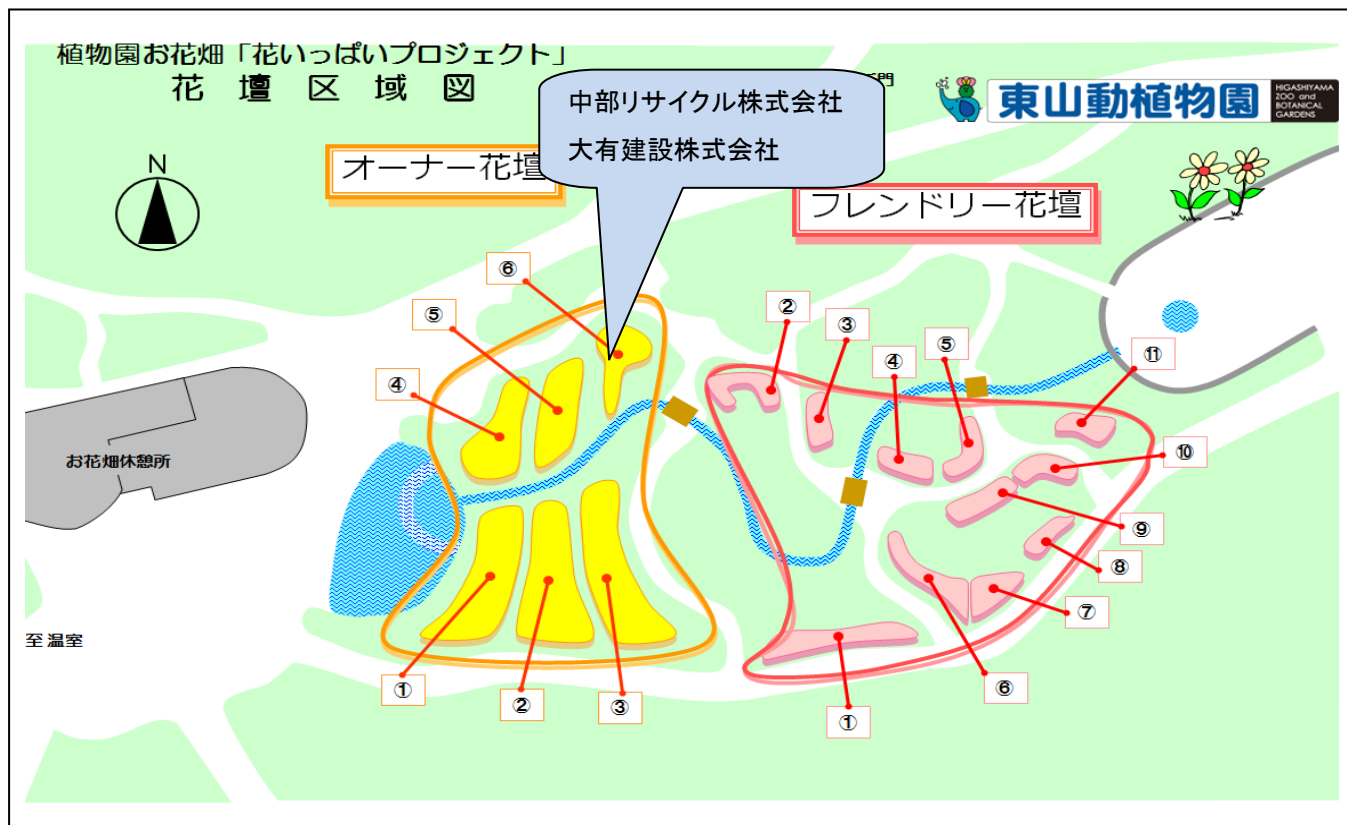 植物園お花畑「花いっぱいプロジェクト」
花壇区域図
門
東山動植物園
HIGASHIYAMA
ZOO and
BOTANICAL
GARDENS
中部リサイクル株式会社
大有建設株式会社
オーナー花壇
フレンドリー花壇
N
⑥
⑤
④
②
③
④
⑤
⑪
⑩
⑨
⑧
⑦
⑥
①
お花畑休憩所
至温室
①
②
③